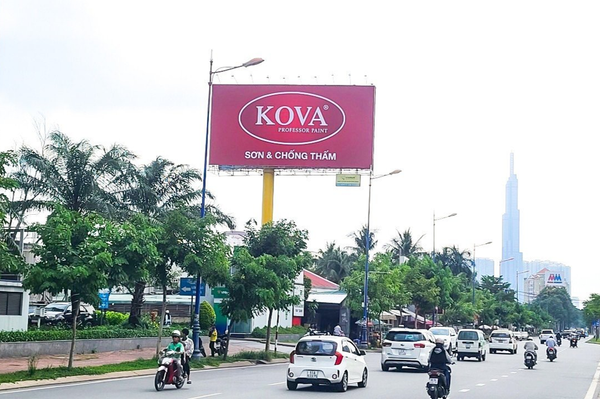 KOVA®
PROFESSOR PAINT
SƠN & CHỐNG THẤM